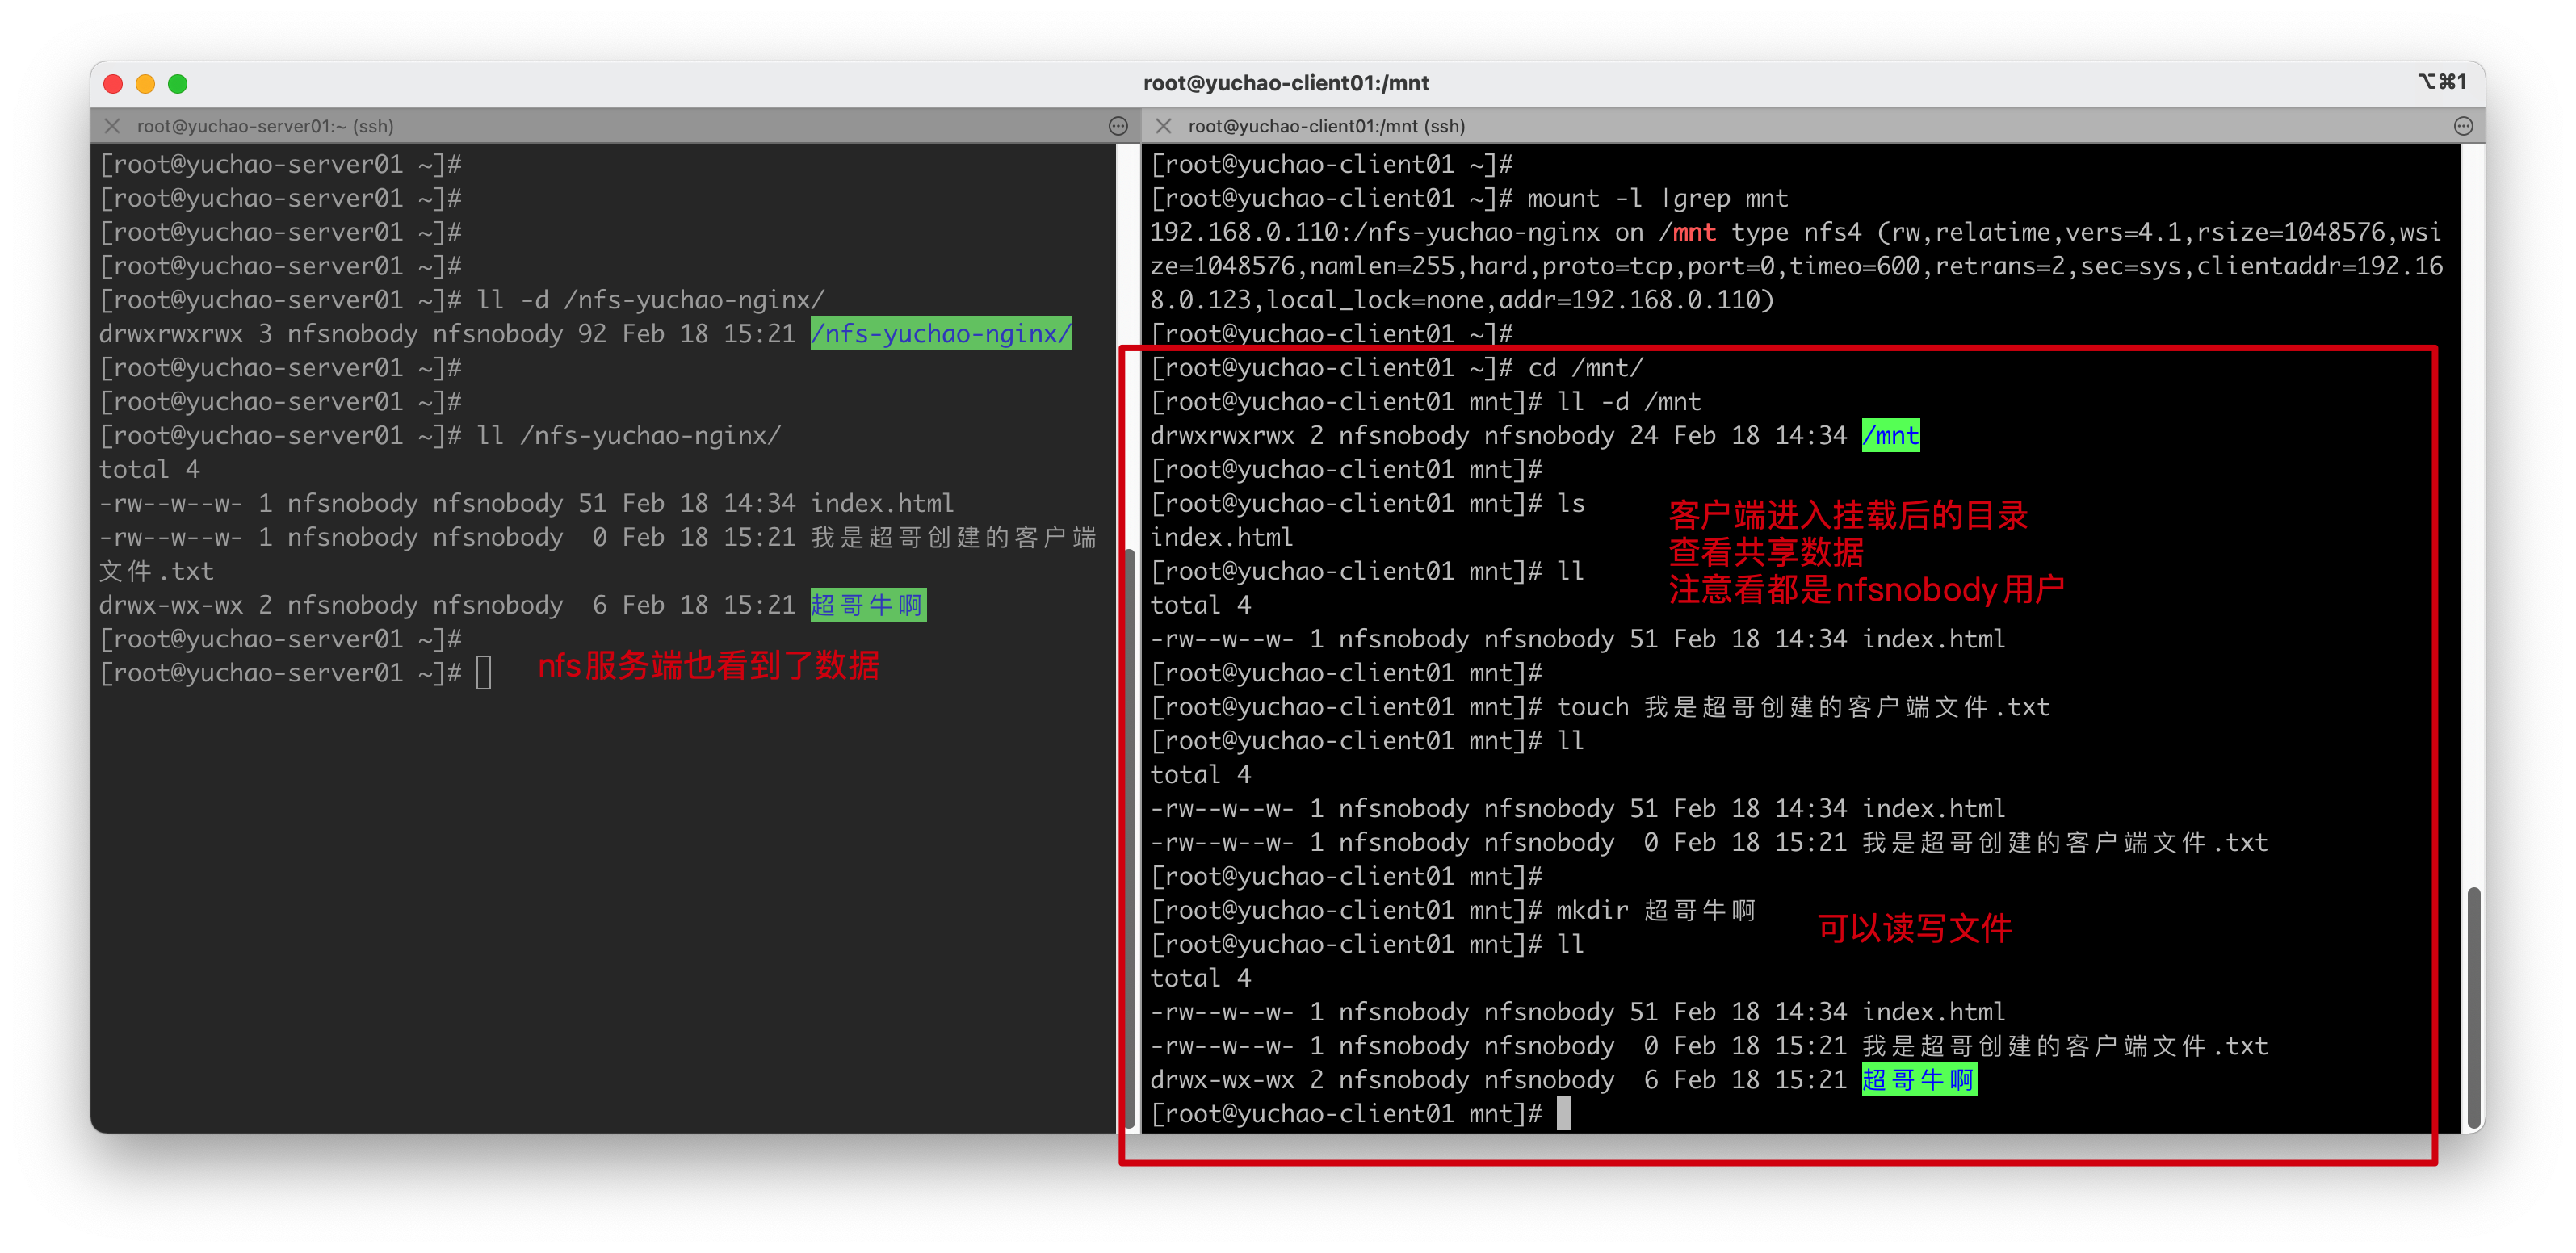 root@yuchao-client01:/mnt
⌥⌘1
root@yuchao-server01:~ (ssh)
[root@yuchao-server01 ~]#
[root@yuchao-server01 ~]#
[root@yuchao-server01 ~]#
[root@yuchao-server01 ~]#
[root@yuchao-server01 ~]# ll -d /nfs-yuchao-nginx/
drwxrwxrwx 3 nfsnobody nfsnobody 92 Feb 18 15:21 /nfs-yuchao-nginx/
[root@yuchao-server01 ~]#
[root@yuchao-server01 ~]#
[root@yuchao-server01 ~]# ll /nfs-yuchao-nginx/
total 4
-rw--w--w- 1 nfsnobody nfsnobody 51 Feb 18 14:34 index.html
-rw--w--w- 1 nfsnobody nfsnobody  0 Feb 18 15:21 我是超哥创建的客户端
文件.txt
drwx-wx-wx 2 nfsnobody nfsnobody  6 Feb 18 15:21 超哥牛啊
[root@yuchao-server01 ~]#
[root@yuchao-server01 ~]#
nfs服务端也看到了数据
root@yuchao-client01:/mnt (ssh)
[root@yuchao-client01 ~]#
[root@yuchao-client01 ~]# mount -l |grep mnt
192.168.0.110:/nfs-yuchao-nginx on /mnt type nfs4 (rw,relatime,vers=4.1,rsize=1048576,wsi
ze=1048576,namlen=255,hard,proto=tcp,port=0,timeo=600,retrans=2,sec=sys,clientaddr=192.16
8.0.123,local_lock=none,addr=192.168.0.110)
[root@yuchao-client01 ~]#
[root@yuchao-client01 ~]# cd /mnt/
[root@yuchao-client01 mnt]# ll -d /mnt
drwxrwxrwx 2 nfsnobody nfsnobody 24 Feb 18 14:34 /mnt
[root@yuchao-client01 mnt]#
[root@yuchao-client01 mnt]# ls
index.html
[root@yuchao-client01 mnt]# ll
total 4
客户端进入挂载后的目录
查看共享数据
注意看都是nfsnobody用户
-rw--w--w- 1 nfsnobody nfsnobody 51 Feb 18 14:34 index.html
[root@yuchao-client01 mnt]#
[root@yuchao-client01 mnt]# touch 我是超哥创建的客户端文件.txt
[root@yuchao-client01 mnt]# ll
total 4
-rw--w--w- 1 nfsnobody nfsnobody 51 Feb 18 14:34 index.html
-rw--w--w- 1 nfsnobody nfsnobody  0 Feb 18 15:21 我是超哥创建的客户端文件.txt
[root@yuchao-client01 mnt]#
[root@yuchao-client01 mnt]# mkdir 超哥牛啊
可以读写文件
[root@yuchao-client01 mnt]# ll
total 4
-rw--w--w- 1 nfsnobody nfsnobody 51 Feb 18 14:34 index.html
-rw--w--w- 1 nfsnobody nfsnobody  0 Feb 18 15:21 我是超哥创建的客户端文件.txt
drwx-wx-wx 2 nfsnobody nfsnobody  6 Feb 18 15:21 超哥牛啊
[root@yuchao-client01 mnt]#